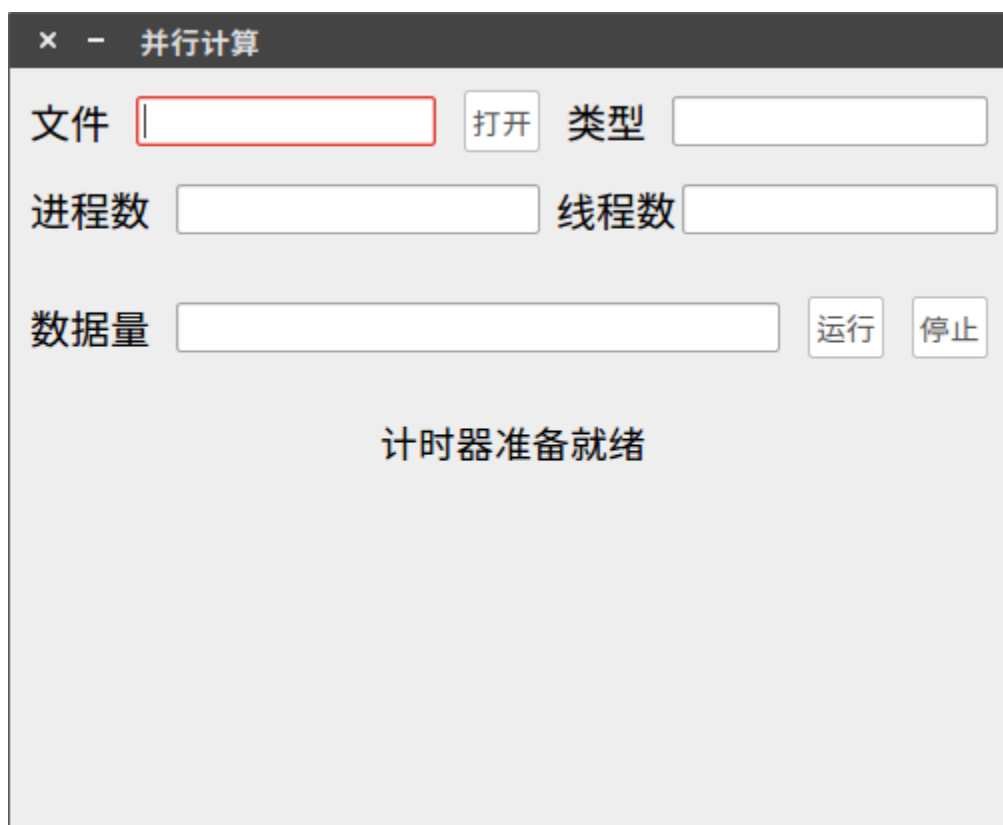 并行计算
文件 打开 类型
进程数 线程数
数据量 运行 停止
计时器准备就绪